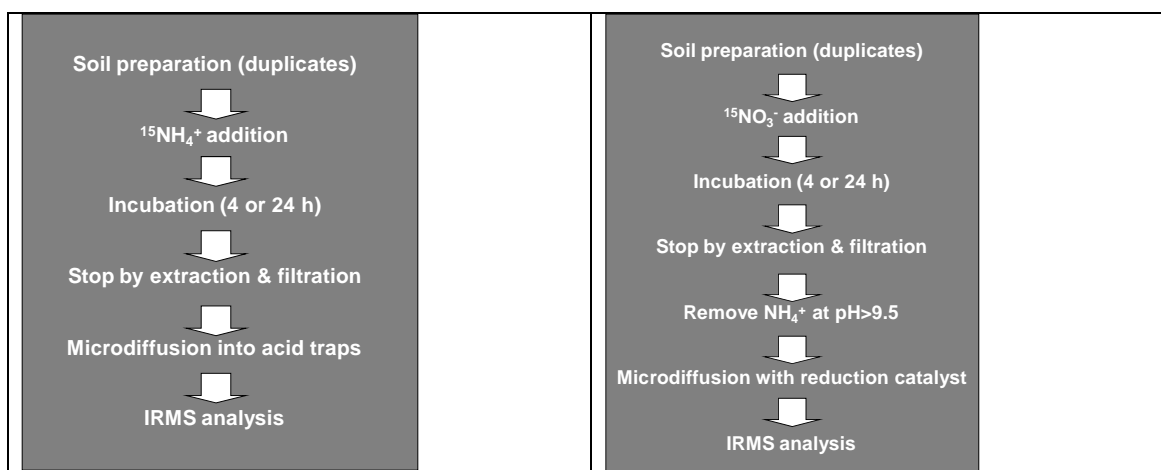 Soil preparation (duplicates)
¹⁵NH₄⁺ addition
Incubation (4 or 24 h)
Stop by extraction & filtration
Microdiffusion into acid traps
IRMS analysis
Soil preparation (duplicates)
¹⁵NO₃⁻ addition
Incubation (4 or 24 h)
Stop by extraction & filtration
Remove NH₄⁺ at pH>9.5
Microdiffusion with reduction catalyst
IRMS analysis